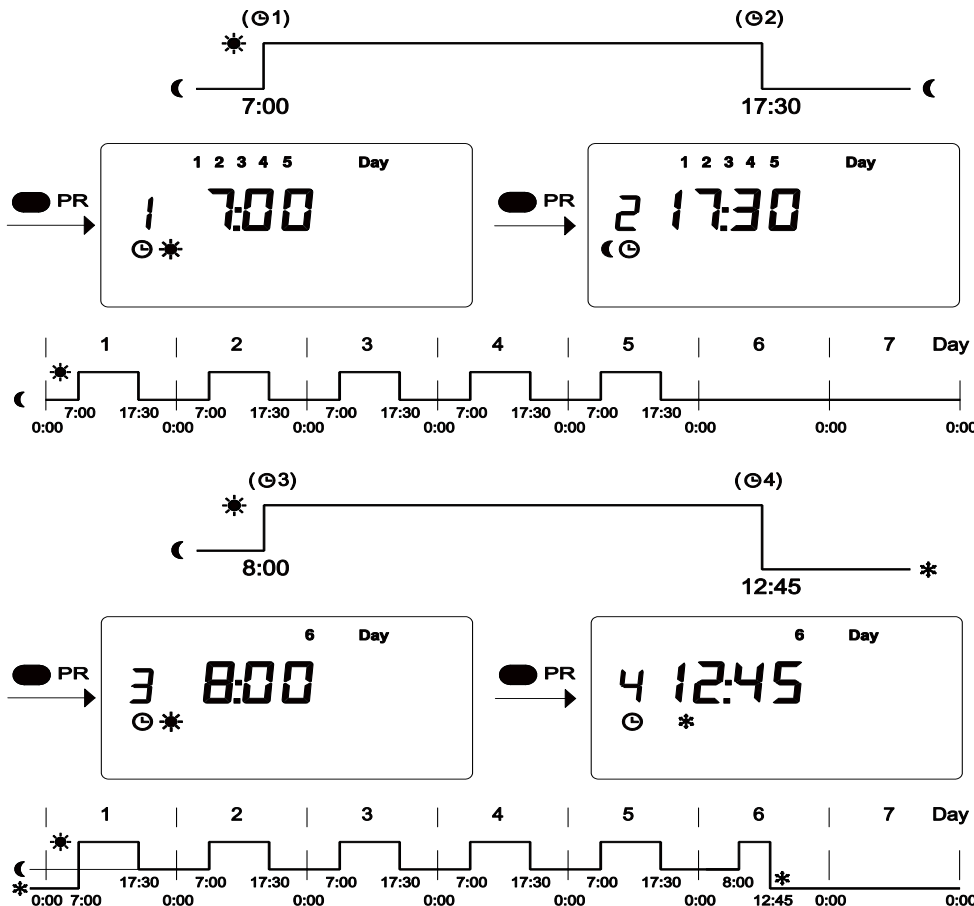 (1) (2)
7:00 17:30
1 2 3 4 5 Day 1 2 3 4 5 Day
PR 1 7:00 PR 2 17:30
1 2 3 4 5 6 7 Day
7:00 17:30 7:00 17:30 7:00 17:30 7:00 17:30 7:00 17:30
0:00 0:00 0:00 0:00 0:00 0:00 0:00 0:00
(3) (4)
8:00 12:45
6 Day 6 Day
PR 3 8:00 PR 4 12:45
1 2 3 4 5 6 7 Day
17:30 7:00 17:30 7:00 17:30 7:00 17:30 7:00 17:30 8:00
0:00 7:00 0:00 0:00 0:00 0:00 0:00 12:45 0:00 0:00